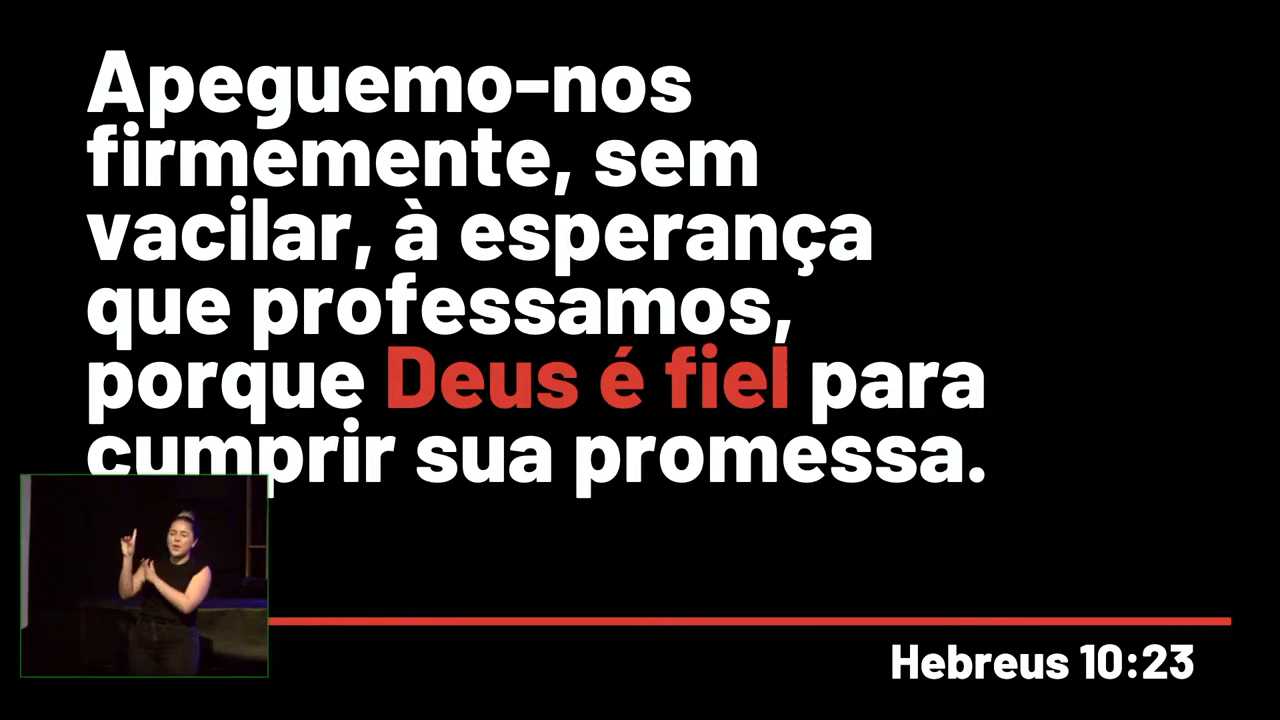 Apeguemo-nos
firmemente, sem
vacilar, à esperança
que professamos,
porque Deus é fiel para
cumprir sua promessa.
Hebreus 10:23